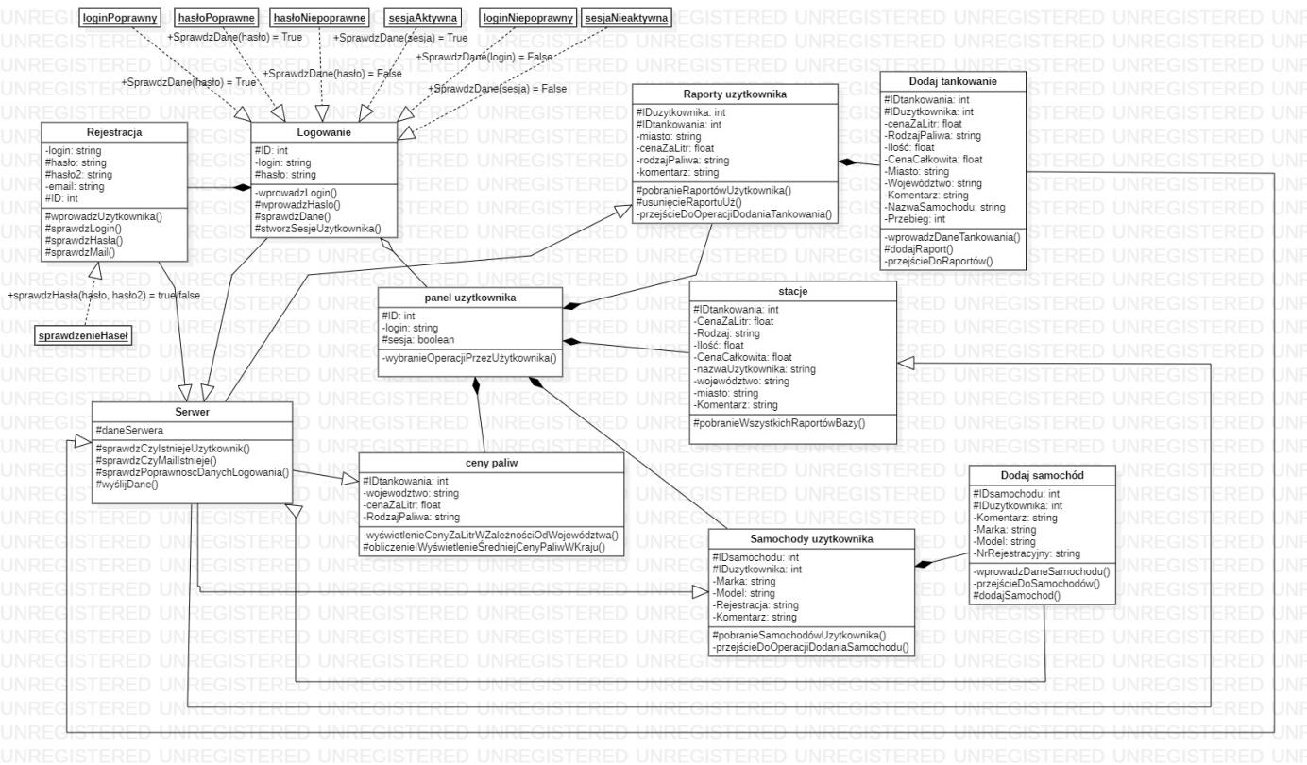 loginPoprawny
hasłoPoprawne
hasłoNiepoprawne
sesjaAktywna
loginNiepoprawny
sesjaNieaktywna
+SprawdzDane(hasło) = True
+SprawdzDane(sesja) = True
+SprawdzDane(login) = False
+SprawdzDane(hasło) = False
+SprawczDane(hasło) = True
+SprawdzDane(sesja) = False
Rejestracja
-login: string
#hasło: string
#hasło2: string
-email: string
#ID: int
#wprowadzUzytkownika()
#sprawdzLogin()
#sprawdzHasła()
#sprawdzMail()
+sprawdzHasła(hasło, hasło2) = true/false
sprawdzenieHaseł
Logowanie
#ID: int
-login: string
#hasło: string
-wprowadzLogin()
#wprowadzHasło()
#sprawdzDane()
#stworzSesjeUzytkownika()
Raporty uzytkownika
#IDuzytkownika: int
#IDtankowania: int
-miasto: string
-cenaZaLitr: float
-rodzajPaliwa: string
-komentarz: string
#pobranieRaportówUzytkownika()
#usunięcieRaportuUz()
-przejścieDoOperacjiDodaniaTankowania()
Dodaj tankowanie
#IDtankowania: int
#IDuzytkownika: int
-cenaZaLitr: float
-RodzajPaliwa: string
-Ilość: float
-CenaCałkowita: float
-Miasto: string
-Województwo: string
-Komentarz: string
-NazwaSamochodu: string
-Przebieg: int
-wprowadzDaneTankowania()
#dodajRaport()
-przejścieDoRaportów()
panel uzytkownika
#ID: int
-login: string
#sesja: boolean
-wybranieOperacjiPrzezUżytkownika()
stacje
#IDtankowania: int
-CenaZaLitr: float
-Rodzaj: string
-Ilość: float
-CenaCałkowita: float
-nazwaUzytkownika: string
-województwo: string
-miasto: string
-Komentarz: string
#pobranieWszystkichRaportówBazy()
Serwer
#daneSerwera
#sprawdzCzyIstniejeUzytkownik()
#sprawdzCzyMailIstnieje()
#sprawdzPoprawnoscDanychLogowania()
#wyślijDane()
ceny paliw
#IDtankowania: int
-wojewodztwo: string
-cenaZaLitr: float
-RodzajPaliwa: string
wyświetlenieCenyZaLitrWZależnościOdWojewództwa()
#obliczenieIWyświetlenieŚredniejCenyPaliwWKraju()
Samochody uzytkownika
#IDsamochodu: int
#IDuzytkownika: int
-Marka: string
-Model: string
-Rejestracja: string
-Komentarz: string
#pobranieSamochodówUzytkownika()
-przejścieDoOperacjiDodaniaSamochodu()
Dodaj samochód
#IDsamochodu: int
#IDuzytkownika: int
-Komentarz: string
-Marka: string
-Model: string
-NrRejestracyjny: string
-wprowadzDaneSamochodu()
-przejścieDoSamochodów()
#dodajSamochod()
UNREGISTERED